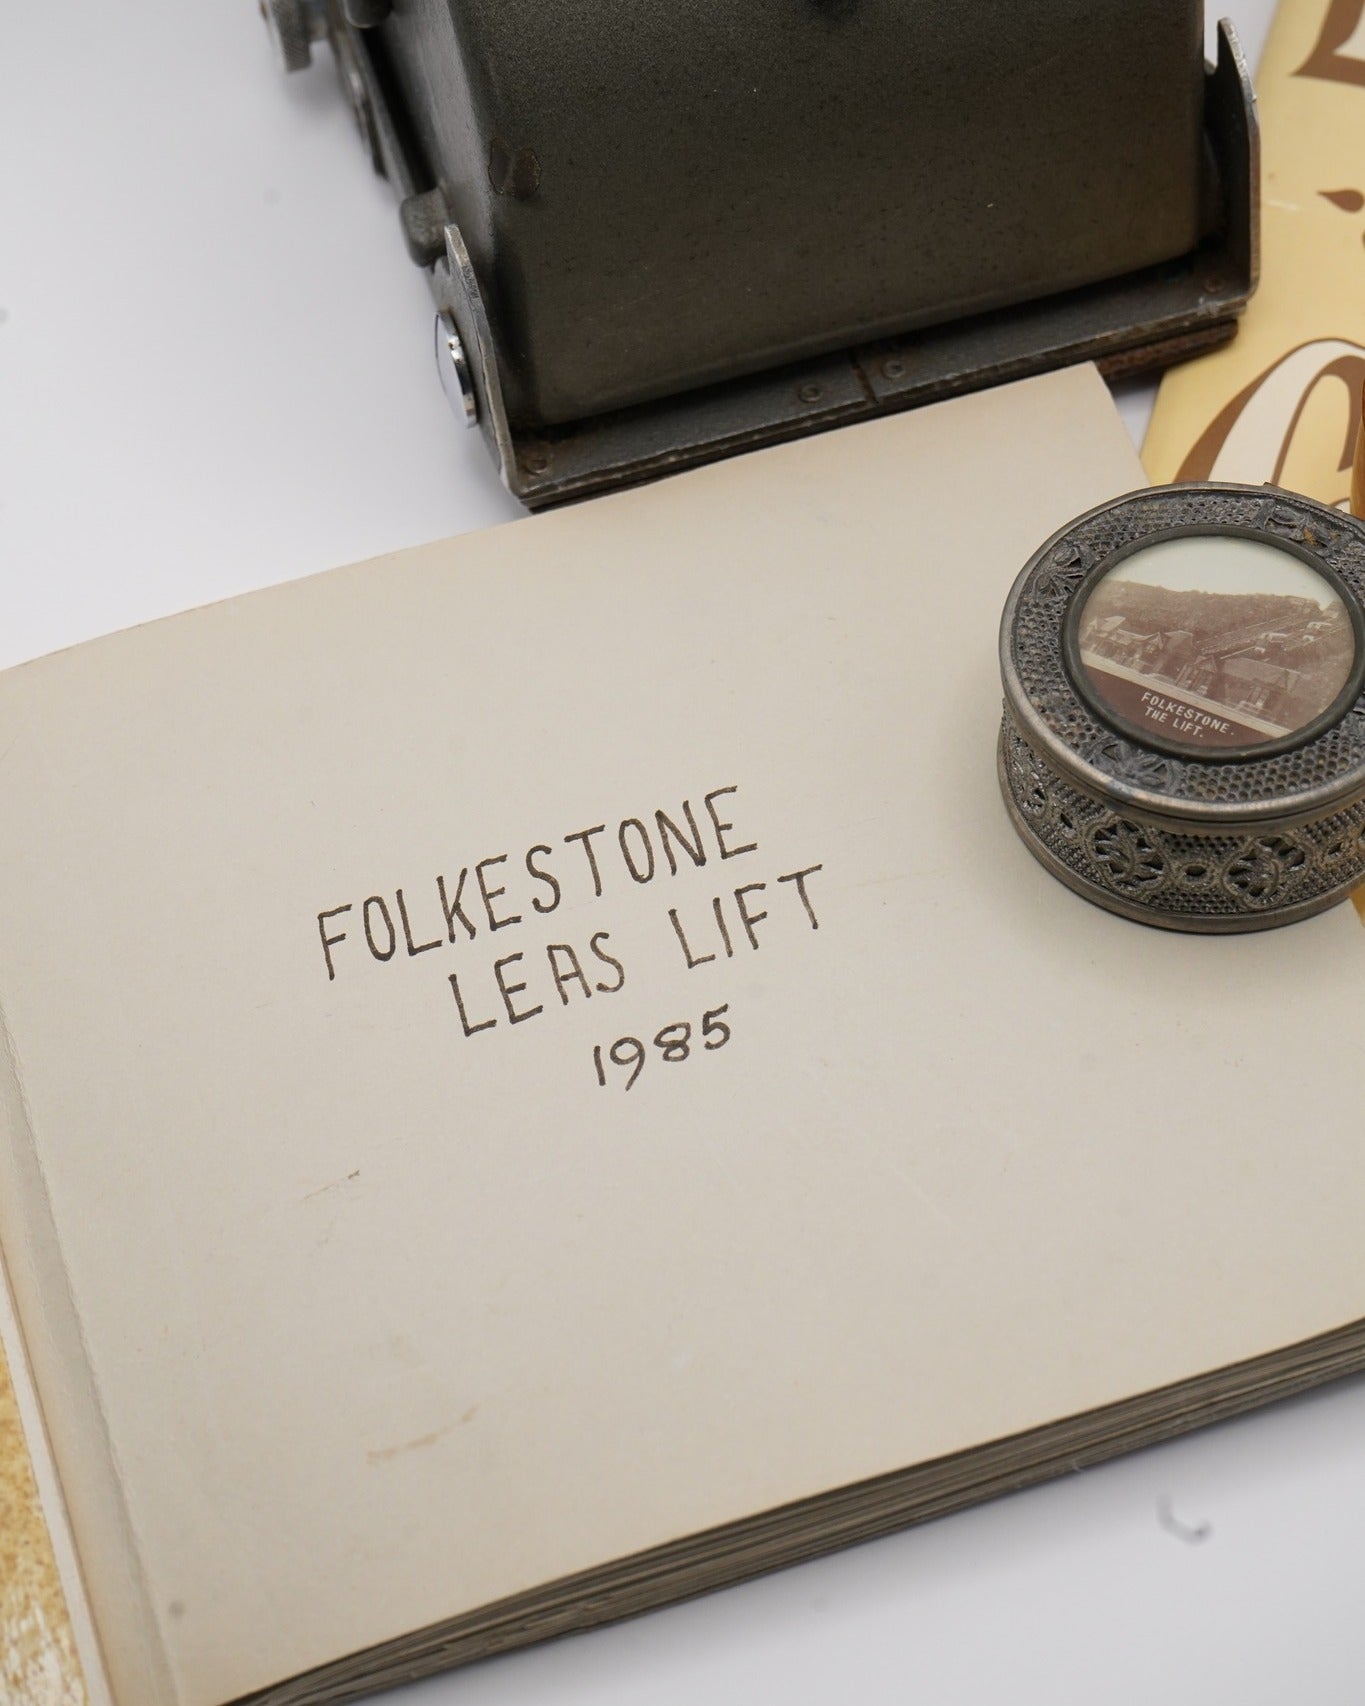 FOLKESTONE.
THE LIFT.
FOLKESTONE
LEAS LIFT
1985